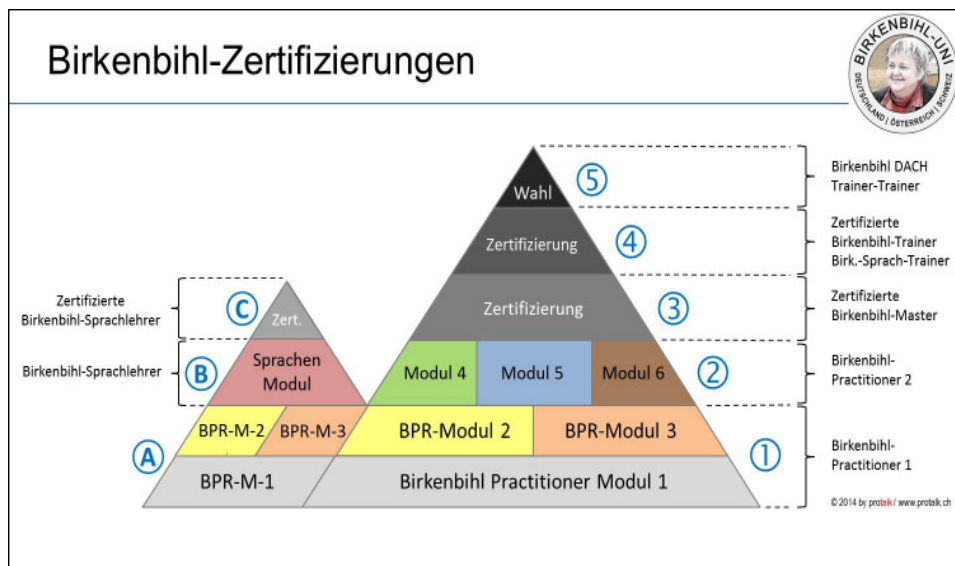 Birkenbihl-Zertifizierungen
BIRKENBIHL-UNI
DEUTSCHLAND | ÖSTERREICH | SCHWEIZ
Zertifizierte
Birkenbihl-Sprachlehrer
Birkenbihl-Sprachlehrer
C
Zert.
B
Sprachen
Modul
A
BPR-M-2
BPR-M-3
BPR-M-1
Wahl
5
Zertifizierung
4
Zertifizierung
3
Modul 4
Modul 5
Modul 6
2
BPR-Modul 2
BPR-Modul 3
1
Birkenbihl Practitioner Modul 1
Birkenbihl DACH
Trainer-Trainer
Zertifizierte
Birkenbihl-Trainer
Birk.-Sprach-Trainer
Zertifizierte
Birkenbihl-Master
Birkenbihl-
Practitioner 2
Birkenbihl-
Practitioner 1
© 2014 by protalk/ www.protalk.ch